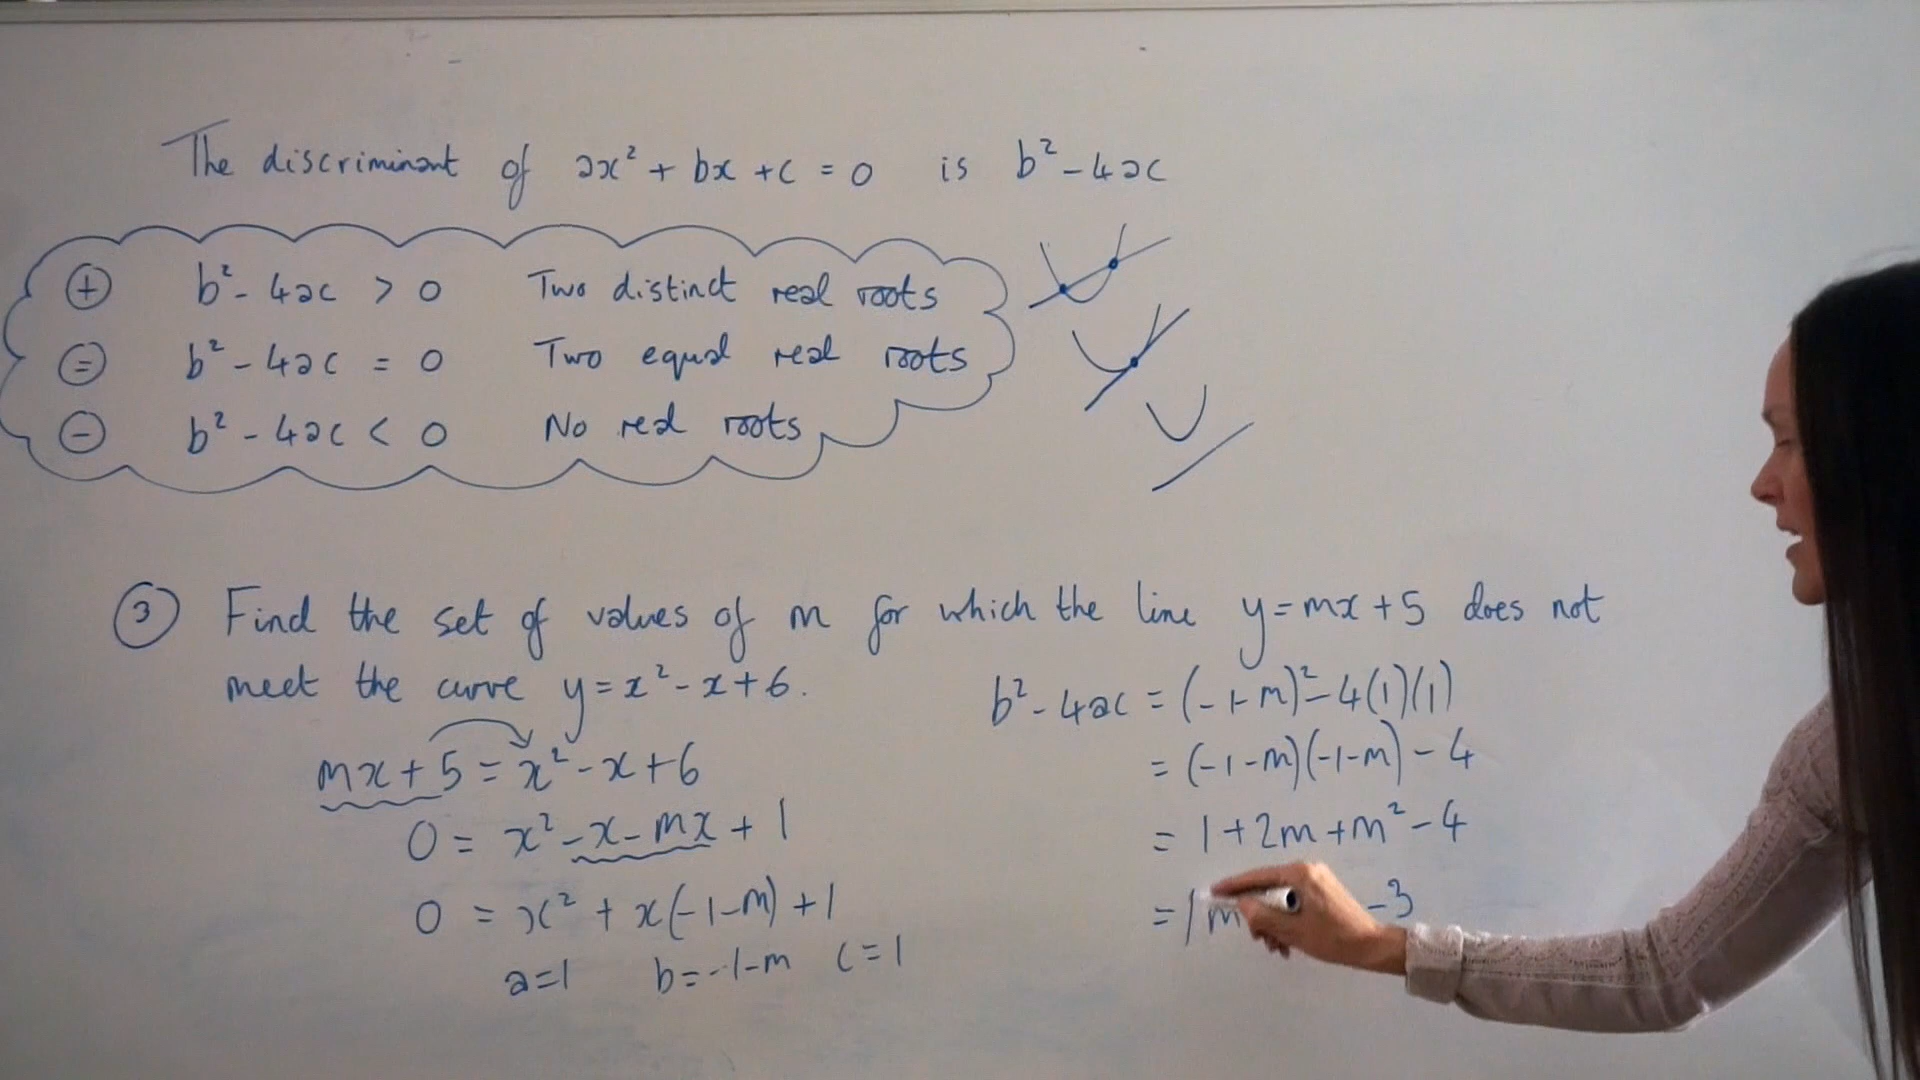 The discriminant of ax² + bx + c = 0 is b² - 4ac
+ b² - 4ac > 0 Two distinct real roots
= b² - 4ac = 0 Two equal real roots
- b² - 4ac < 0 No real roots
3 Find the set of values of m for which the line y = mx + 5 does not
meet the curve y = x² - x + 6.
mx + 5 = x² - x + 6
0 = x² - x - mx + 1
0 = x² + x(-1-m) + 1
a=1 b=-1-m c=1
b² - 4ac = (-1-m)² - 4(1)(1)
= (-1-m)(-1-m) - 4
= 1 + 2m + m² - 4
= m - 3